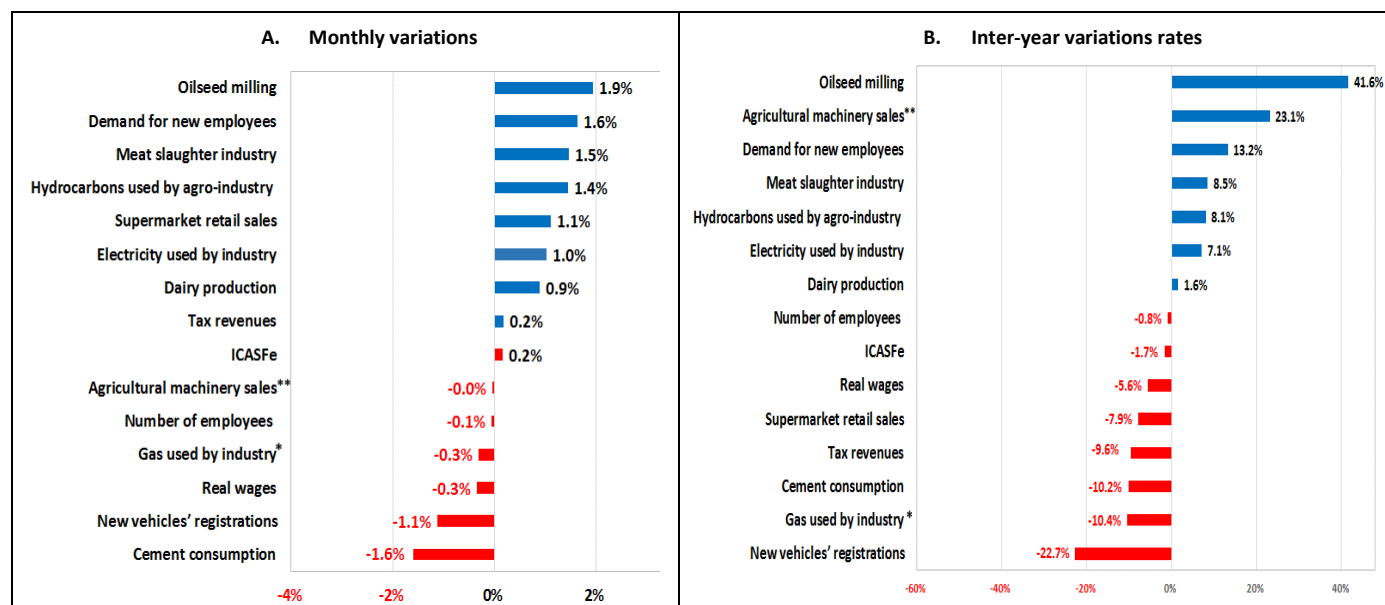 A. Monthly variations
Oilseed milling 1.9%
Demand for new employees 1.6%
Meat slaughter industry 1.5%
Hydrocarbons used by agro-industry 1.4%
Supermarket retail sales 1.1%
Electricity used by industry 1.0%
Dairy production 0.9%
Tax revenues 0.2%
ICASFe 0.2%
Agricultural machinery sales** -0.0%
Number of employees -0.1%
Gas used by industry* -0.3%
Real wages -0.3%
New vehicles’ registrations -1.1%
Cement consumption -1.6%
-4% -2% 0% 2%
B. Inter-year variations rates
Oilseed milling 41.6%
Agricultural machinery sales** 23.1%
Demand for new employees 13.2%
Meat slaughter industry 8.5%
Hydrocarbons used by agro-industry 8.1%
Electricity used by industry 7.1%
Dairy production 1.6%
Number of employees -0.8%
ICASFe -1.7%
Real wages -5.6%
Supermarket retail sales -7.9%
Tax revenues -9.6%
Cement consumption -10.2%
Gas used by industry * -10.4%
New vehicles’ registrations -22.7%
-60% -40% -20% 0% 20% 40%